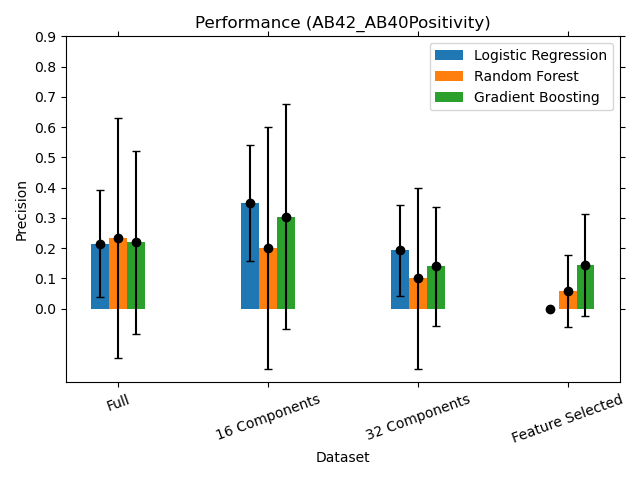 Performance (AB42_AB40Positivity)
0.9
0.8
0.7
0.6
0.5
0.4
0.3
0.2
0.1
0.0
Precision
Logistic Regression
Random Forest
Gradient Boosting
Full
16 Components
32 Components
Feature Selected
Dataset